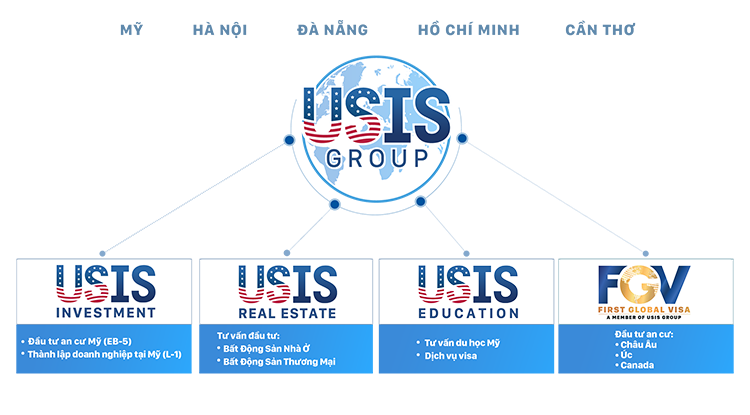 MỸ HÀ NỘI ĐÀ NẴNG HỒ CHÍ MINH CẦN THƠ
USIS
GROUP
USIS
INVESTMENT
• Đầu tư an cư Mỹ (EB-5)
• Thành lập doanh nghiệp tại Mỹ (L-1)
USIS
REAL ESTATE
Tư vấn đầu tư:
• Bất Động Sản Nhà Ở
• Bất Động Sản Thương Mại
USIS
EDUCATION
• Tư vấn du học Mỹ
• Dịch vụ visa
FGV
FIRST GLOBAL VISA
A MEMBER OF USIS GROUP
Đầu tư an cư:
• Châu Âu
• Úc
• Canada